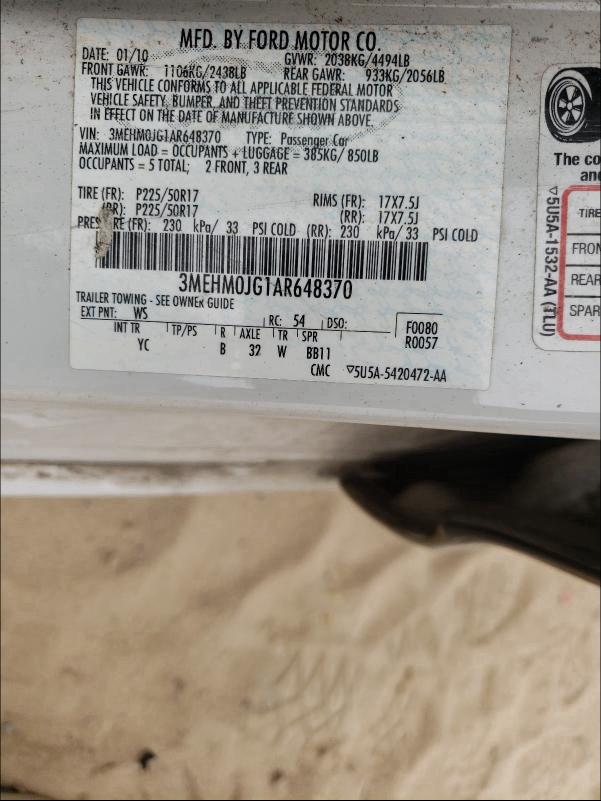 MFD. BY FORD MOTOR CO.
DATE: 01/10 GVWR: 2038KG/4494LB
FRONT GAWR: 1106KG/2438LB REAR GAWR: 933KG/2056LB
THIS VEHICLE CONFORMS TO ALL APPLICABLE FEDERAL MOTOR
VEHICLE SAFETY, BUMPER, AND THEFT PREVENTION STANDARDS
IN EFFECT ON THE DATE OF MANUFACTURE SHOWN ABOVE.
VIN: 3MEHM0JG1AR648370 TYPE: Passenger Car
MAXIMUM LOAD = OCCUPANTS + LUGGAGE = 385KG/ 850LB
OCCUPANTS = 5 TOTAL; 2 FRONT, 3 REAR
TIRE (FR): P225/50R17 RIMS (FR): 17X7.5J
(RR): P225/50R17 (RR): 17X7.5J
(FR): 230 kPa/ 33 PSI COLD (RR): 230 kPa/ 33 PSI COLD
3MEHM0JG1AR648370
TRAILER TOWING - SEE OWNER GUIDE
EXT PNT: WS RC: 54 DSO: F0080
INT TR TP/PS R AXLE TR SPR R0057
YC B 32 W BB11
CMC ▽5U5A-5420472-AA
The co
and
TIRE
FRON
REAR
SPAR
▽5U5A-1532-AA (TLU)